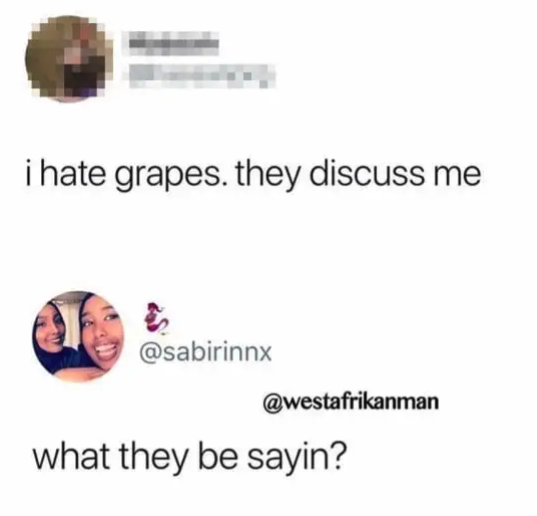 i hate grapes. they discuss me
@sabirinnx
@westafrikanman
what they be sayin?